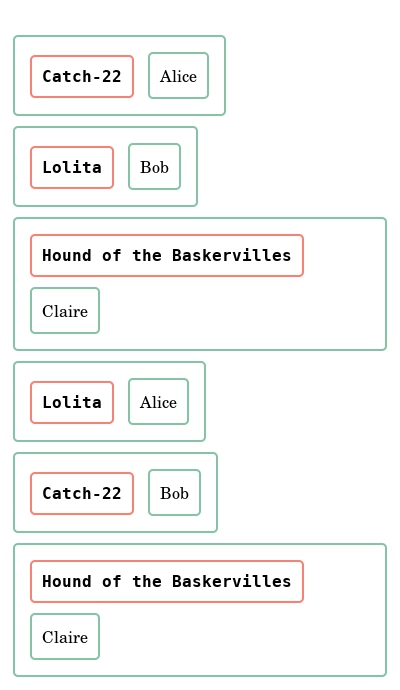 Catch-22 Alice
Lolita Bob
Hound of the Baskervilles
Claire
Lolita Alice
Catch-22 Bob
Hound of the Baskervilles
Claire